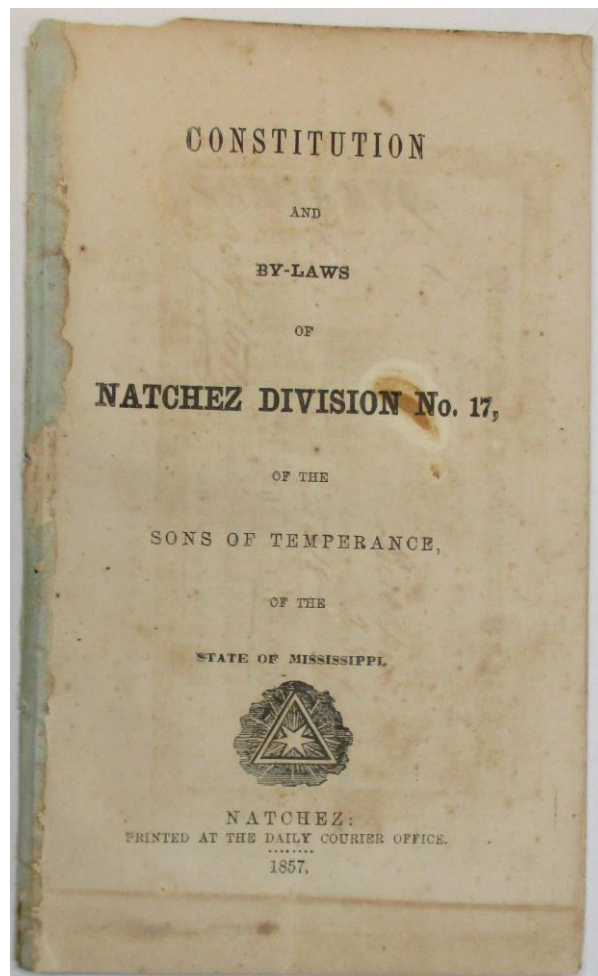 CONSTITUTION
AND
BY-LAWS
OF
NATCHEZ DIVISION No. 17,
OF THE
SONS OF TEMPERANCE,
OF THE
STATE OF MISSISSIPPI.
NATCHEZ:
PRINTED AT THE DAILY COURIER OFFICE.
1857.